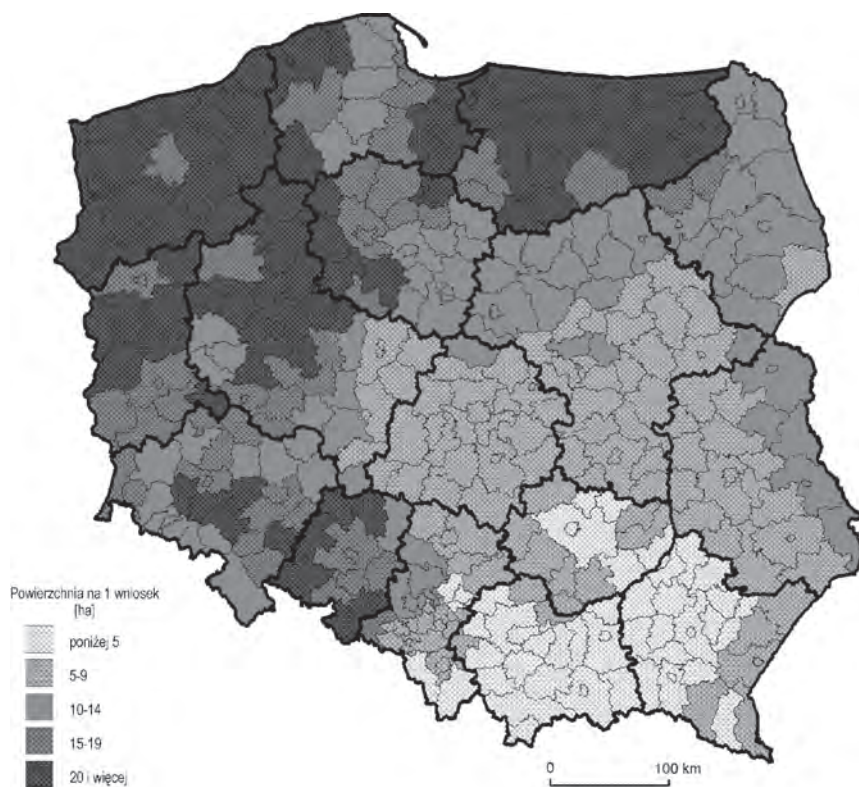 Powierzchnia na 1 wniosek
[ha]
poniżej 5
5-9
10-14
15-19
20 i więcej
0 100 km